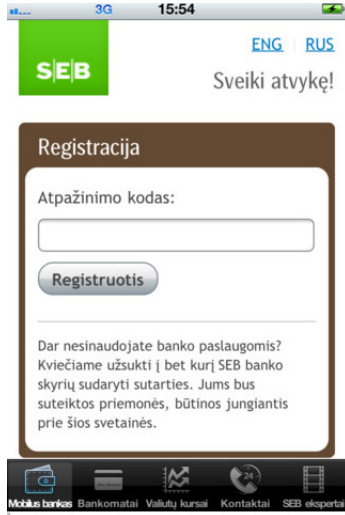 3G 15:54
ENG RUS
SEB
Sveiki atvykę!
Registracija
Atpažinimo kodas:
Registruotis
Dar nesinaudojate banko paslaugomis?
Kviečiame užsukti į bet kurį SEB banko
skyrių sudaryti sutarties. Jums bus
suteiktos priemonės, būtinos jungiantis
prie šios svetainės.
Mobilus bankas Bankomatai Valiutų kursai Kontaktai SEB ekspertai